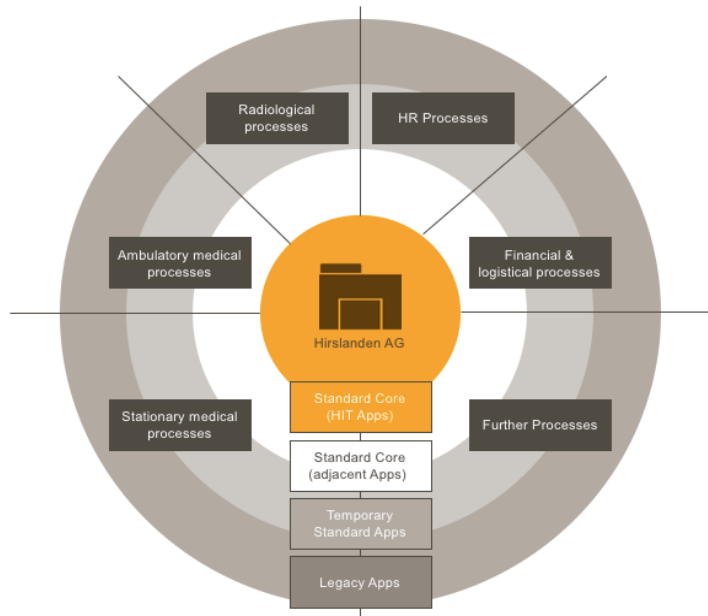 Radiological
processes
HR Processes
Ambulatory medical
processes
Financial &
logistical processes
Hirslanden AG
Standard Core
(HIT Apps)
Stationary medical
processes
Further Processes
Standard Core
(adjacent Apps)
Temporary
Standard Apps
Legacy Apps